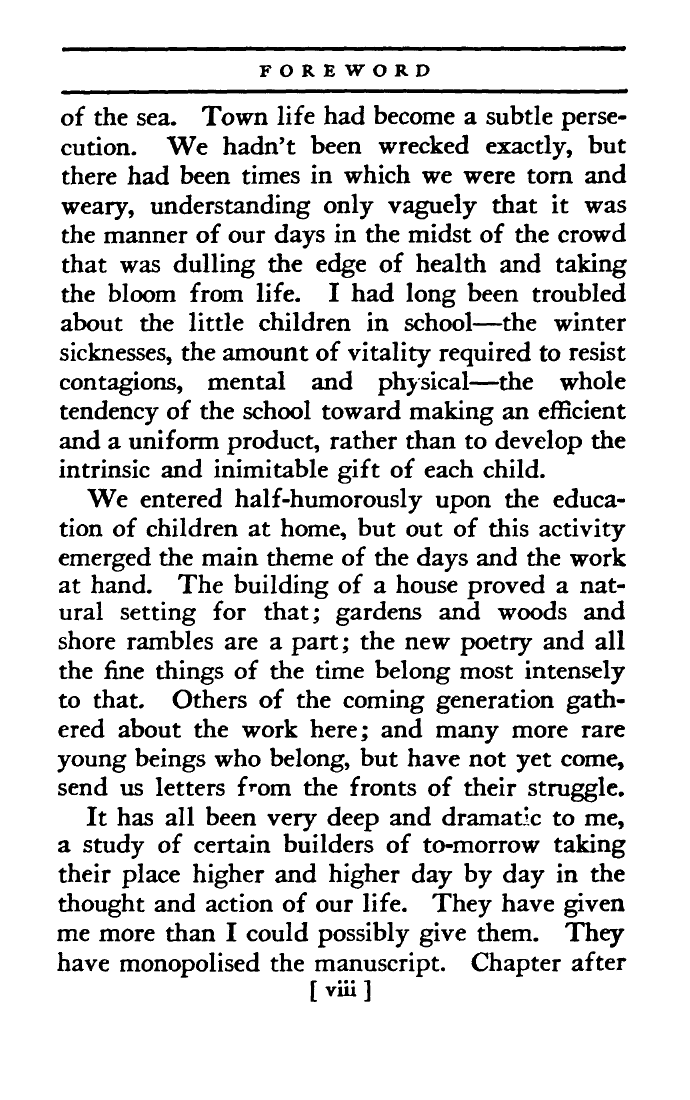 FOREWORD
of the sea. Town life had become a subtle perse-
cution. We hadn't been wrecked exactly, but
there had been times in which we were torn and
weary, understanding only vaguely that it was
the manner of our days in the midst of the crowd
that was dulling the edge of health and taking
the bloom from life. I had long been troubled
about the little children in school—the winter
sicknesses, the amount of vitality required to resist
contagions, mental and physical—the whole
tendency of the school toward making an efficient
and a uniform product, rather than to develop the
intrinsic and inimitable gift of each child.
We entered half-humorously upon the educa-
tion of children at home, but out of this activity
emerged the main theme of the days and the work
at hand. The building of a house proved a nat-
ural setting for that; gardens and woods and
shore rambles are a part; the new poetry and all
the fine things of the time belong most intensely
to that. Others of the coming generation gath-
ered about the work here; and many more rare
young beings who belong, but have not yet come,
send us letters from the fronts of their struggle.
It has all been very deep and dramatic to me,
a study of certain builders of to-morrow taking
their place higher and higher day by day in the
thought and action of our life. They have given
me more than I could possibly give them. They
have monopolised the manuscript. Chapter after
[ viii ]